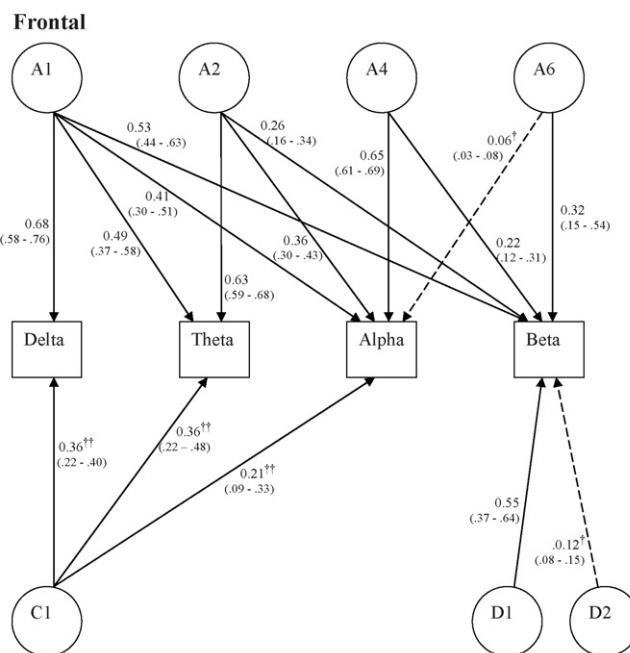 Frontal
A1
A2
A4
A6
0.53
(.44 - .63)
0.26
(.16 - .34)
0.06†
(.03 - .08)
0.65
(.61 - .69)
0.41
(.30 - .51)
0.32
(.15 - .54)
0.68
(.58 - .76)
0.49
(.37 - .58)
0.36
(.30 - .43)
0.22
(.12 - .31)
0.63
(.59 - .68)
Delta
Theta
Alpha
Beta
0.36††
(.22 - .40)
0.36††
(.22 – .48)
0.21††
(.09 - .33)
0.55
(.37 - .64)
.0.12†
(.08 - .15)
C1
D1
D2